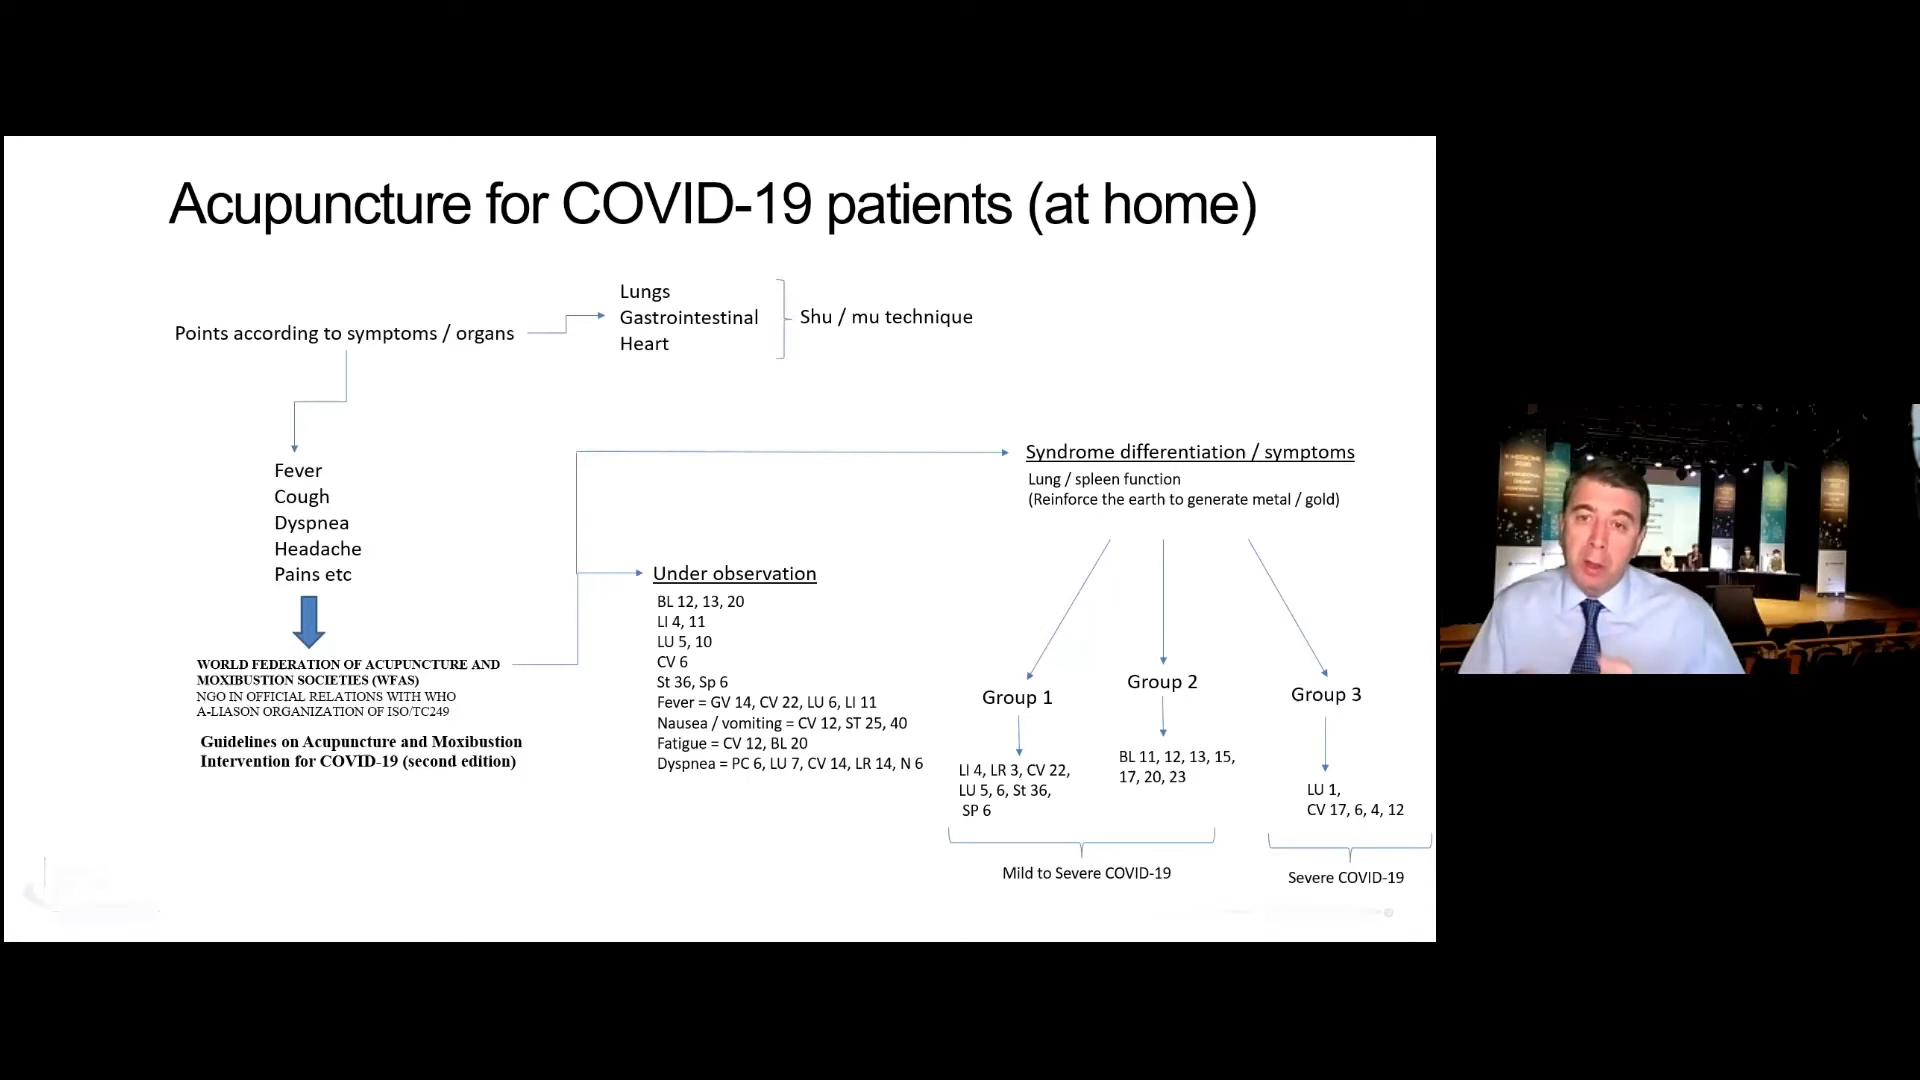 Acupuncture for COVID-19 patients (at home)
Points according to symptoms / organs
Lungs
Gastrointestinal
Heart
Shu / mu technique
Fever
Cough
Dyspnea
Headache
Pains etc
WORLD FEDERATION OF ACUPUNCTURE AND
MOXIBUSTION SOCIETIES (WFAS)
NGO IN OFFICIAL RELATIONS WITH WHO
A-LIASON ORGANIZATION OF ISO/TC249
Guidelines on Acupuncture and Moxibustion
Intervention for COVID-19 (second edition)
Under observation
BL 12, 13, 20
LI 4, 11
LU 5, 10
CV 6
St 36, Sp 6
Fever = GV 14, CV 22, LU 6, LI 11
Nausea / vomiting = CV 12, ST 25, 40
Fatigue = CV 12, BL 20
Dyspnea = PC 6, LU 7, CV 14, LR 14, N 6
Syndrome differentiation / symptoms
Lung / spleen function
(Reinforce the earth to generate metal / gold)
Group 1
LI 4, LR 3, CV 22,
LU 5, 6, St 36,
SP 6
Group 2
BL 11, 12, 13, 15,
17, 20, 23
Mild to Severe COVID-19
Group 3
LU 1,
CV 17, 6, 4, 12
Severe COVID-19